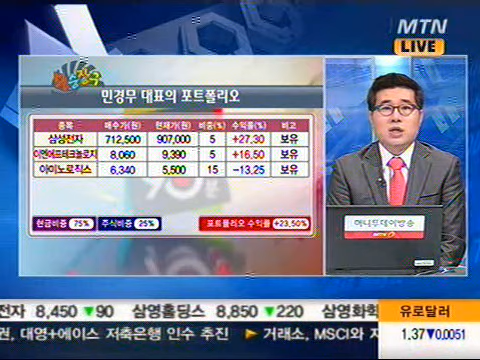 MTN
LIVE
민경무 대표의 포트폴리오
종목 매수가(원) 현재가(원) 비중(%) 수익률(%) 비고
삼성전자 712,500 907,000 5 +27,30 보유
이엔에프테크놀로지 8,060 9,390 5 +16,50 보유
아미노로직스 6,340 5,500 15 -13,25 보유
현금비중 75% 주식비중 25% 포트폴리오 수익률 +23,50%
머니투데이방송
전자 8,450 ▼90 삼영홀딩스 8,850 ▼220 삼영화학 유로달러
권, 대영+에이스 저축은행 인수 추진 ▶ 거래소, MSCI와 지 1.37▼0,0051